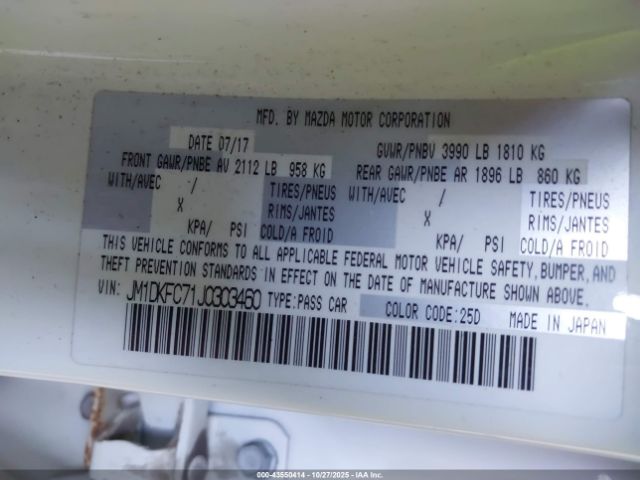 MFD. BY MAZDA MOTOR CORPORATION
DATE 07/17 GVWR/PNBV 3990 LB 1810 KG
FRONT GAWR/PNBE AV 2112 LB 958 KG REAR GAWR/PNBE AR 1896 LB 860 KG
WITH/AVEC / TIRES/PNEUS WITH/AVEC / TIRES/PNEUS
X RIMS/JANTES X RIMS/JANTES
KPA/ PSI COLD/A FROID KPA/ PSI COLD/A FROID
THIS VEHICLE CONFORMS TO ALL APPLICABLE FEDERAL MOTOR VEHICLE SAFETY, BUMPER, AND
THEFT PREVENTION STANDARDS IN EFFECT ON THE DATE OF MANUFACTURE SHOWN ABOVE.
VIN: JM1DKFC71J0303460 TYPE:PASS CAR COLOR CODE:25D MADE IN JAPAN
000-43550414 - 10/27/2025 - IAAI.COM